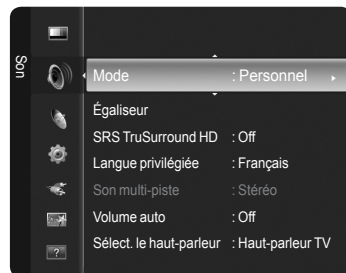 Son
Mode : Personnel
Égaliseur
SRS TruSurround HD : Off
Langue privilégiée : Français
Son multi-piste : Stéréo
Volume auto : Off
Sélect. le haut-parleur : Haut-parleur TV
?